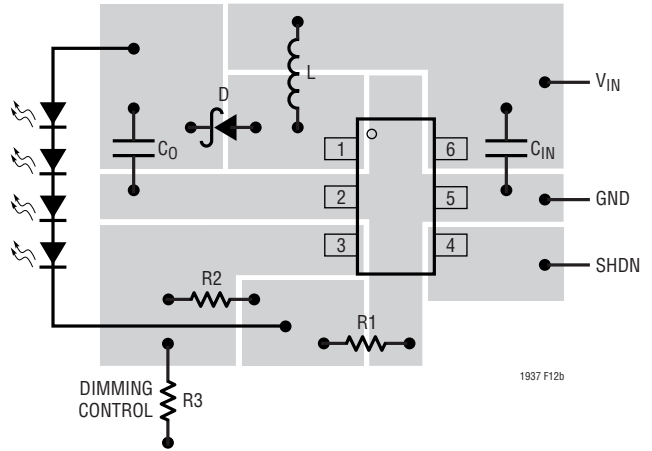 L
D
V_IN
C_O
1
6
C_IN
2
5
GND
3
4
SHDN
R2
R1
1937 F12b
DIMMING
CONTROL
R3